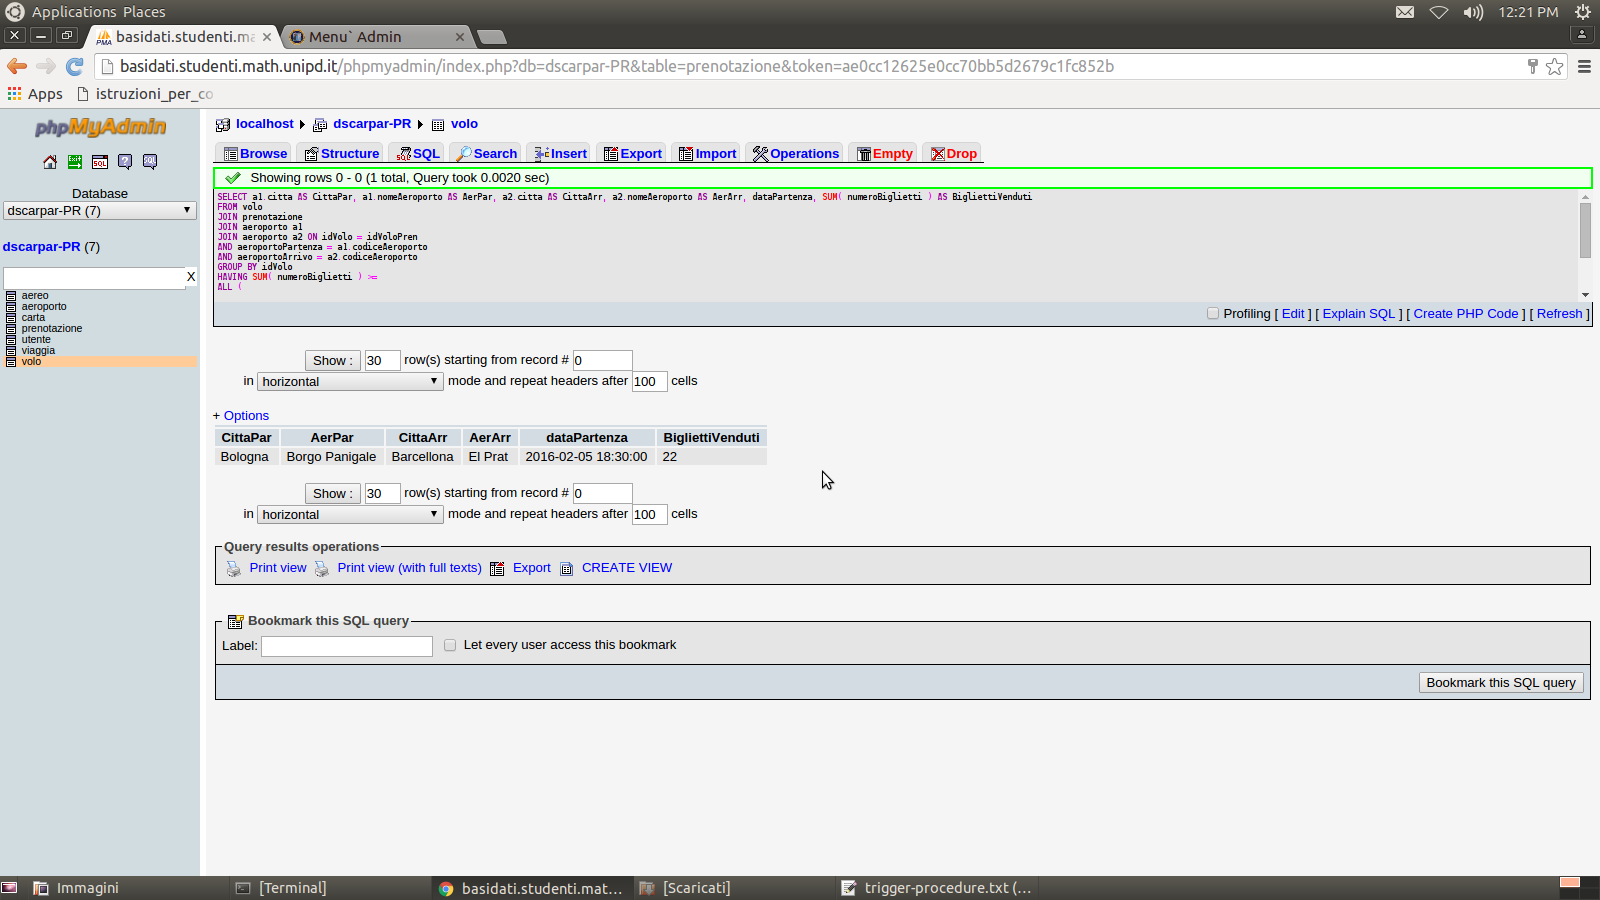 Applications Places
12:21 PM
basidati.studenti.ma
Menu` Admin
basidati.studenti.math.unipd.it/phpmyadmin/index.php?db=dscarpar-PR&table=prenotazione&token=ae0cc12625e0cc70bb5d2679c1fc852b
Apps istruzioni_per_co
phpMyAdmin
Database
dscarpar-PR (7)
dscarpar-PR (7)
X
aereo
aeroporto
carta
prenotazione
utente
viaggia
volo
localhost dscarpar-PR volo
Browse Structure SQL Search Insert Export Import Operations Empty Drop
Showing rows 0 - 0 (1 total, Query took 0.0020 sec)
SELECT a1.citta AS CittaPar, a1.nomeAeroporto AS AerPar, a2.citta AS CittaArr, a2.nomeAeroporto AS AerArr, dataPartenza, SUM( numeroBiglietti ) AS BigliettiVenduti
FROM volo
JOIN prenotazione
JOIN aeroporto a1
JOIN aeroporto a2 ON idVolo = idVoloPren
AND aeroportoPartenza = a1.codiceAeroporto
AND aeroportoArrivo = a2.codiceAeroporto
GROUP BY idVolo
HAVING SUM( numeroBiglietti ) >=
ALL (
Profiling [ Edit ] [ Explain SQL ] [ Create PHP Code ] [ Refresh ]
Show : 30 row(s) starting from record # 0
in horizontal mode and repeat headers after 100 cells
+ Options
CittaPar AerPar CittaArr AerArr dataPartenza BigliettiVenduti
Bologna Borgo Panigale Barcellona El Prat 2016-02-05 18:30:00 22
Show : 30 row(s) starting from record # 0
in horizontal mode and repeat headers after 100 cells
Query results operations
Print view Print view (with full texts) Export CREATE VIEW
Bookmark this SQL query
Label: Let every user access this bookmark
Bookmark this SQL query
Immagini [Terminal] basidati.studenti.mat... [Scaricati] trigger-procedure.txt (...